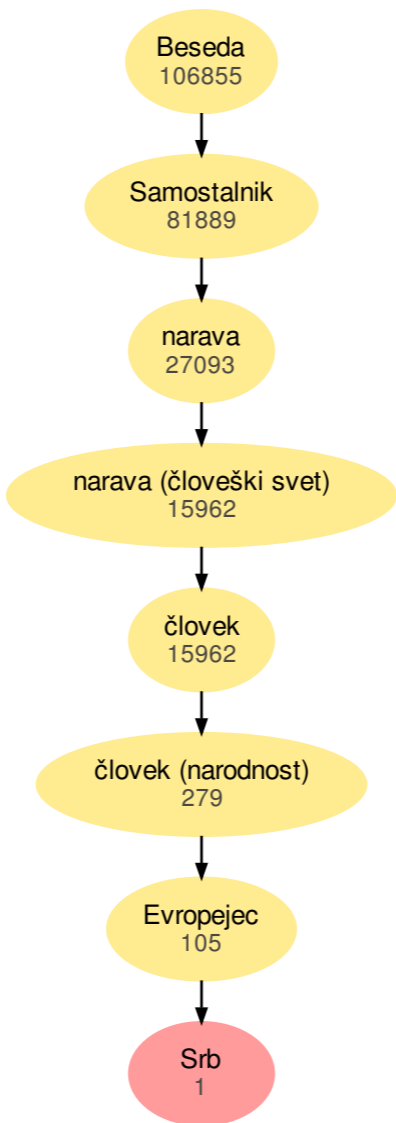 Beseda
106855
Samostalnik
81889
narava
27093
narava (človeški svet)
15962
človek
15962
človek (narodnost)
279
Evropejec
105
Srb
1